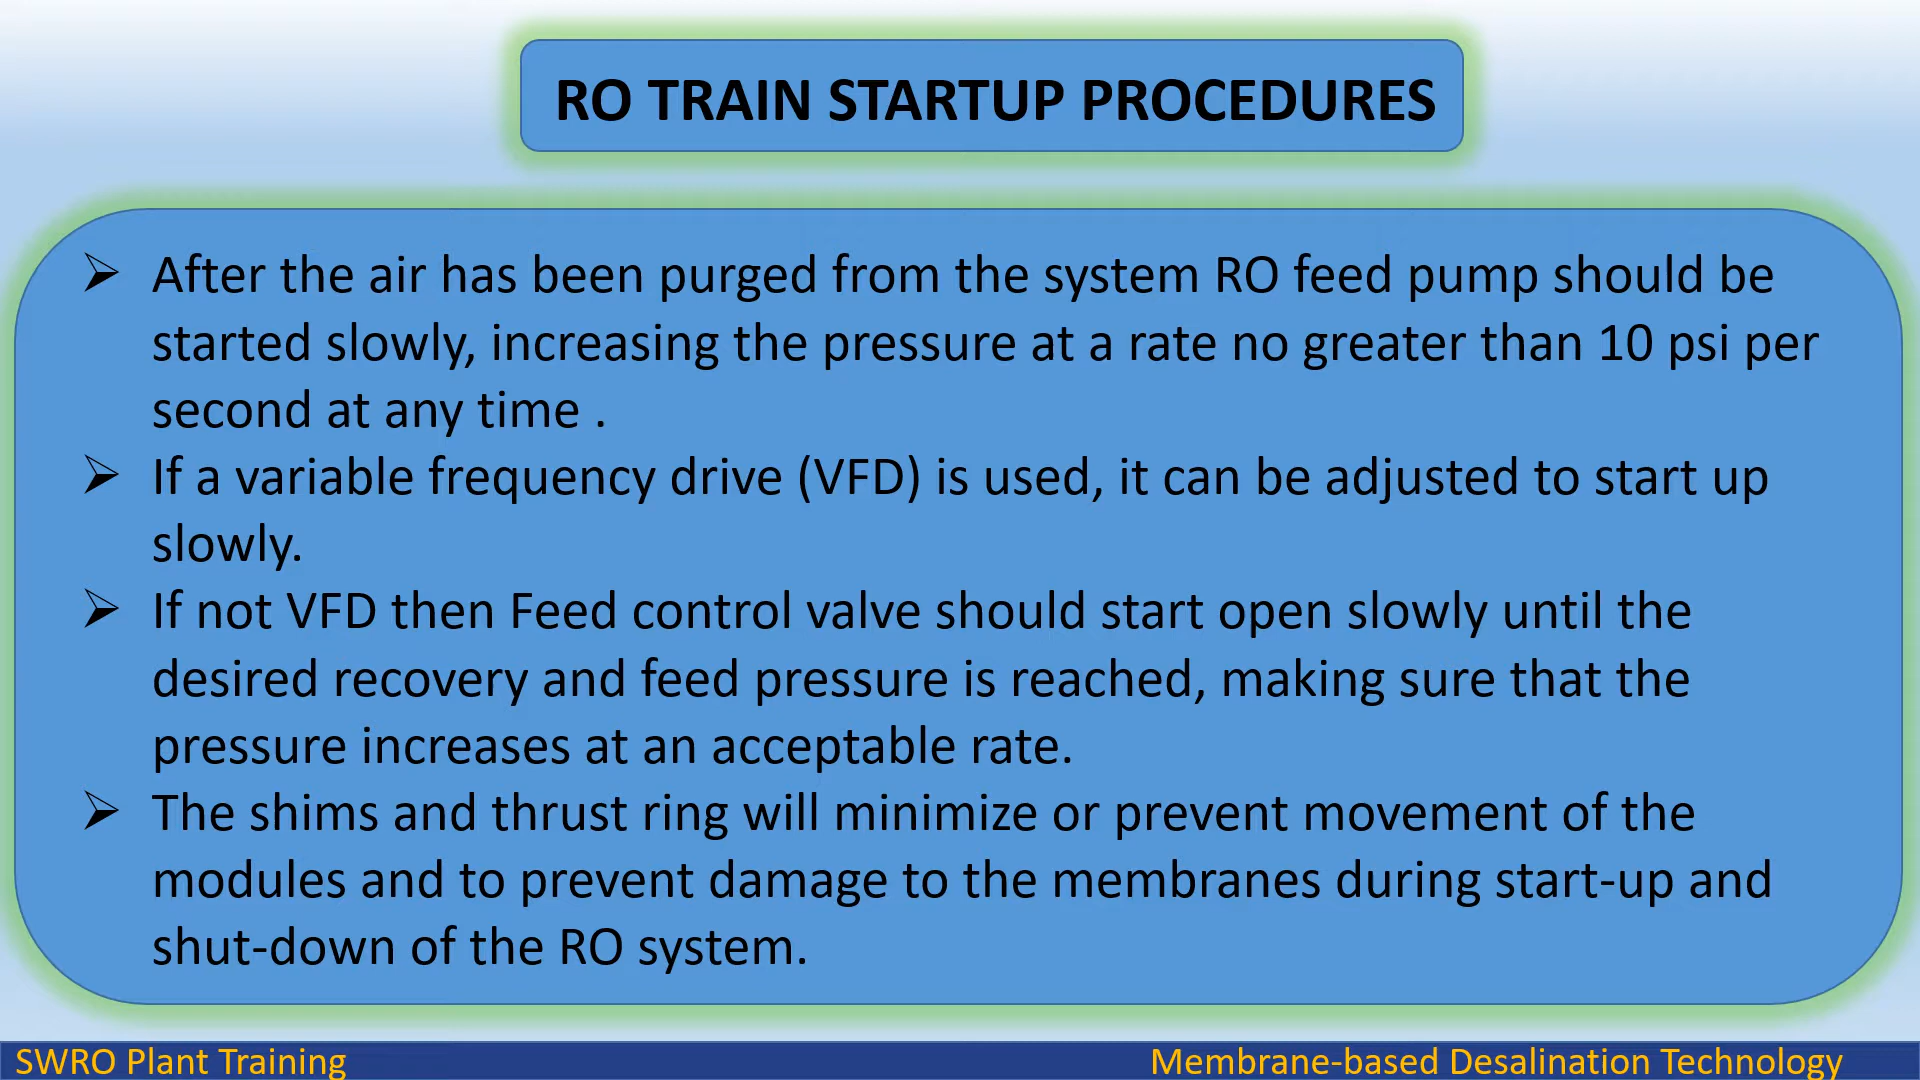 RO TRAIN STARTUP PROCEDURES
➢ After the air has been purged from the system RO feed pump should be
started slowly, increasing the pressure at a rate no greater than 10 psi per
second at any time .
➢ If a variable frequency drive (VFD) is used, it can be adjusted to start up
slowly.
➢ If not VFD then Feed control valve should start open slowly until the
desired recovery and feed pressure is reached, making sure that the
pressure increases at an acceptable rate.
➢ The shims and thrust ring will minimize or prevent movement of the
modules and to prevent damage to the membranes during start-up and
shut-down of the RO system.
SWRO Plant Training
Membrane-based Desalination Technology